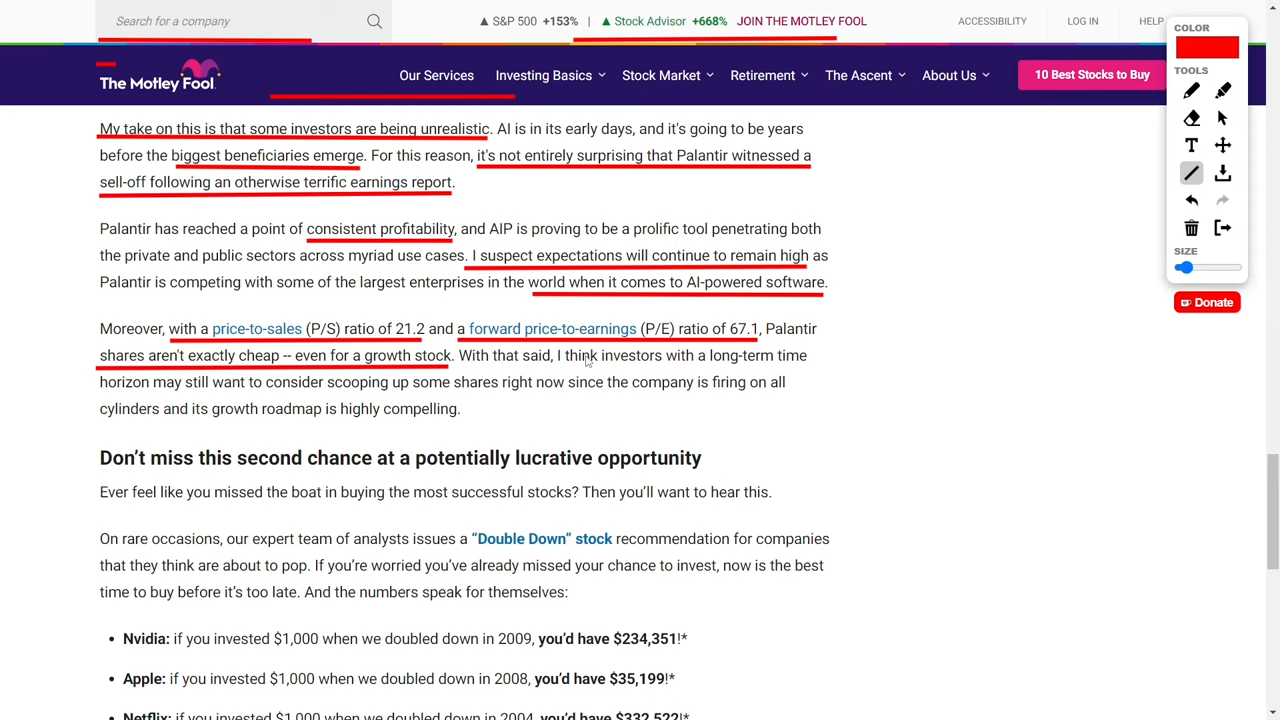 Search for a company
▲ S&P 500 +153% | ▲ Stock Advisor +668% JOIN THE MOTLEY FOOL
ACCESSIBILITY LOG IN HELP
The Motley Fool
Our Services Investing Basics Stock Market Retirement The Ascent About Us 10 Best Stocks to Buy
My take on this is that some investors are being unrealistic. AI is in its early days, and it's going to be years
before the biggest beneficiaries emerge. For this reason, it's not entirely surprising that Palantir witnessed a
sell-off following an otherwise terrific earnings report.
Palantir has reached a point of consistent profitability, and AIP is proving to be a prolific tool penetrating both
the private and public sectors across myriad use cases. I suspect expectations will continue to remain high as
Palantir is competing with some of the largest enterprises in the world when it comes to AI-powered software.
Moreover, with a price-to-sales (P/S) ratio of 21.2 and a forward price-to-earnings (P/E) ratio of 67.1, Palantir
shares aren't exactly cheap -- even for a growth stock. With that said, I think investors with a long-term time
horizon may still want to consider scooping up some shares right now since the company is firing on all
cylinders and its growth roadmap is highly compelling.
Don’t miss this second chance at a potentially lucrative opportunity
Ever feel like you missed the boat in buying the most successful stocks? Then you’ll want to hear this.
On rare occasions, our expert team of analysts issues a “Double Down” stock recommendation for companies
that they think are about to pop. If you’re worried you’ve already missed your chance to invest, now is the best
time to buy before it’s too late. And the numbers speak for themselves:
• Nvidia: if you invested $1,000 when we doubled down in 2009, you’d have $234,351!*
• Apple: if you invested $1,000 when we doubled down in 2008, you’d have $35,199!*
• Netflix: if you invested $1,000 when we doubled down in 2004, you’d have $332,522!*
COLOR
TOOLS
T
SIZE
Donate